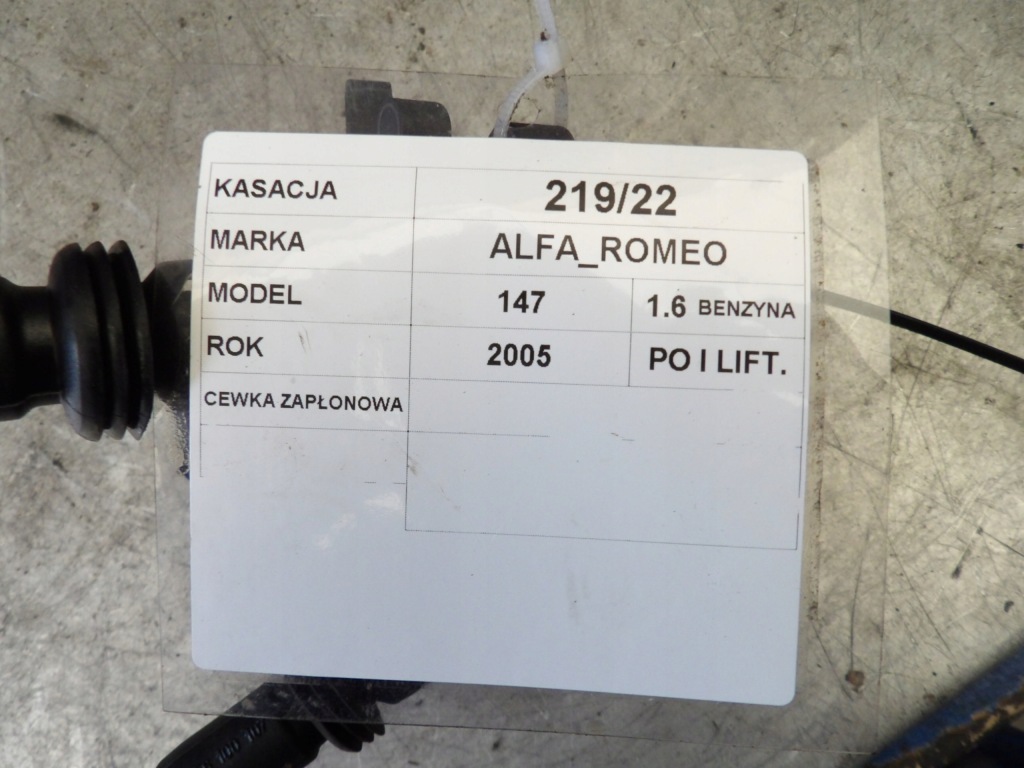 KASACJA 219/22
MARKA ALFA_ROMEO
MODEL 147 1.6 BENZYNA
ROK 2005 PO I LIFT.
CEWKA ZAPŁONOWA